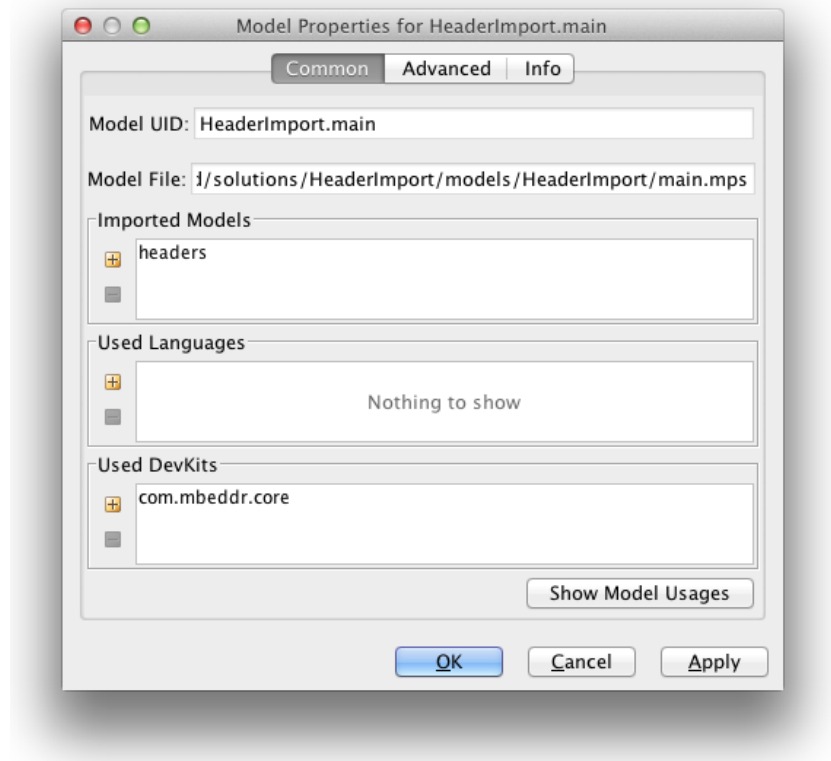 Model Properties for HeaderImport.main
Common Advanced Info
Model UID: HeaderImport.main
Model File: /solutions/HeaderImport/models/HeaderImport/main.mps
Imported Models
headers
Used Languages
Nothing to show
Used DevKits
com.mbeddr.core
Show Model Usages
OK Cancel Apply